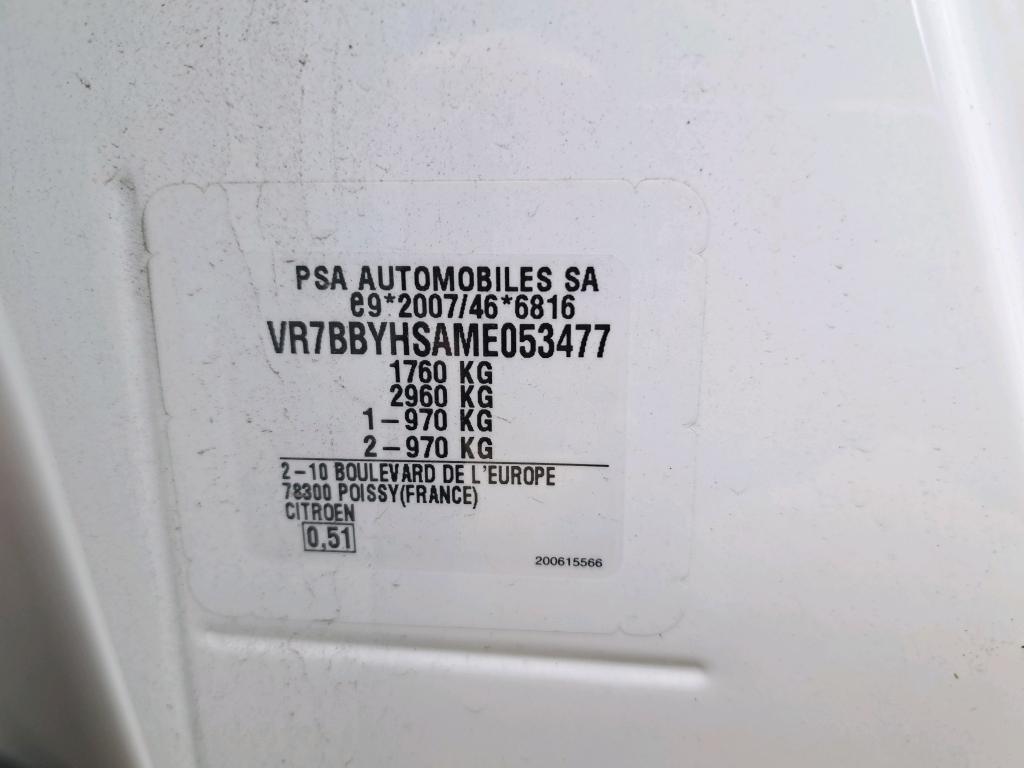 PSA AUTOMOBILES SA
e9*2007/46*6816
VR7BBYHSAME053477
1760 KG
2960 KG
1-970 KG
2-970 KG
2-10 BOULEVARD DE L'EUROPE
78300 POISSY(FRANCE)
CITROEN
0,51
200615566